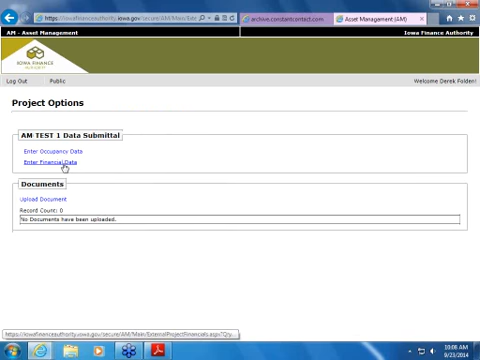 https://iowafinanceauthority.iowa.gov/secure/AM/Main/Exte
archive.constantcontact.com
Asset Management (AM)
AM - Asset Management
Iowa Finance Authority
IOWA FINANCE
AUTHORITY
Log Out
Public
Welcome Derek Folden!
Project Options
AM TEST 1 Data Submittal
Enter Occupancy Data
Enter Financial Data
Documents
Upload Document
Record Count: 0
No Documents have been uploaded.
https://iowafinanceauthority.iowa.gov/secure/AM/Main/ExternalProjectFinancials.aspx?Qry...
10:08 AM
9/23/2014